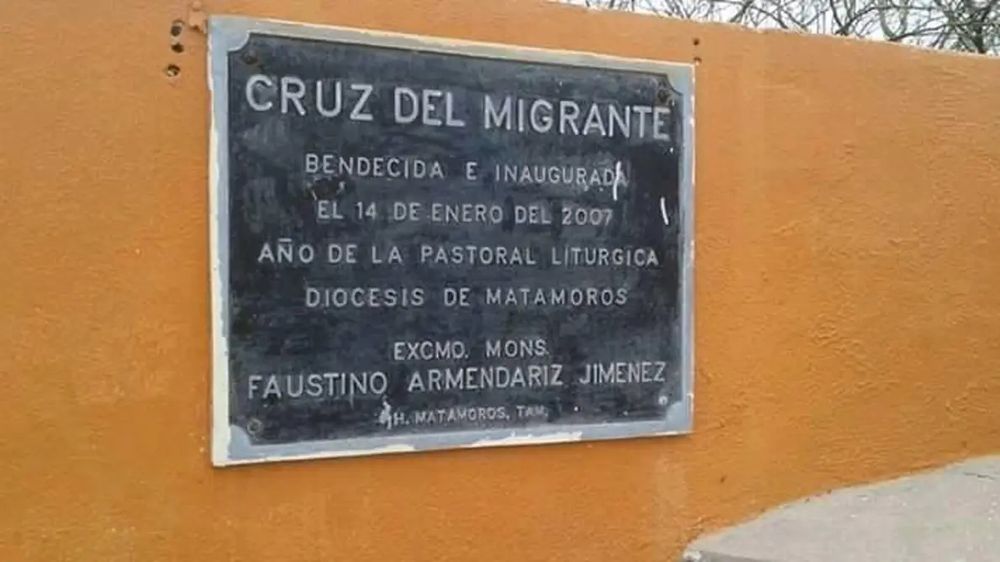 CRUZ DEL MIGRANTE
BENDECIDA E INAUGURADA
EL 14 DE ENERO DEL 2007
AÑO DE LA PASTORAL LITURGICA
DIOCESIS DE MATAMOROS
EXCMO. MONS.
FAUSTINO ARMENDARIZ JIMENEZ
H. MATAMOROS, TAM.